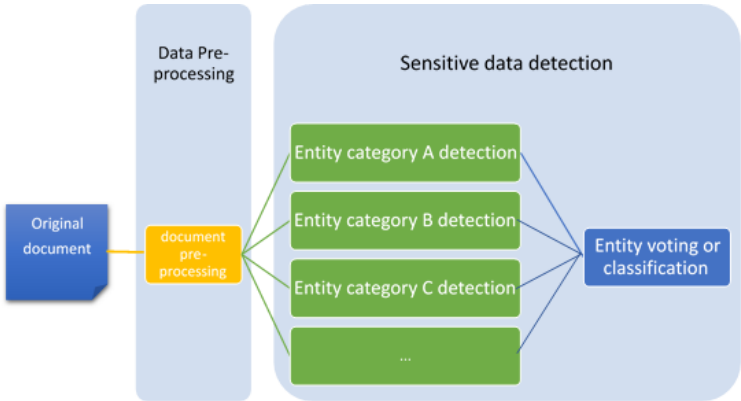 Data Pre-
processing
Sensitive data detection
Original
document
document
pre-
processing
Entity category A detection
Entity category B detection
Entity category C detection
...
Entity voting or
classification